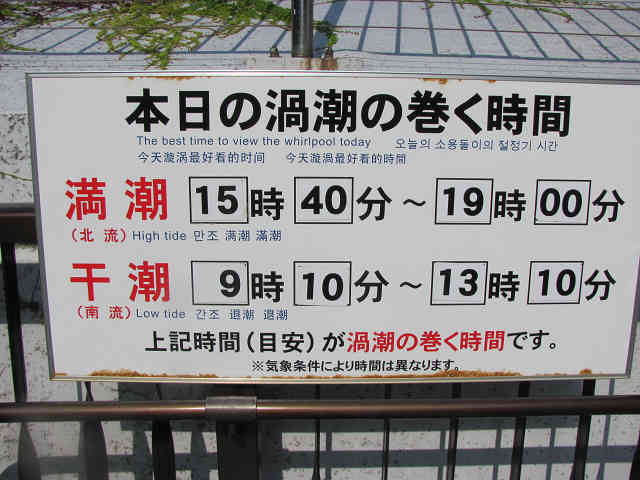 本日の渦潮の巻く時間
The best time to view the whirlpool today 오늘의 소용돌이의 절정기 시간
今天漩涡最好看的时间 今天漩渦最好看的時間
満潮 15時40分～19時00分
(北流) High tide 만조 满潮 滿潮
干潮 9時10分～13時10分
(南流) Low tide 간조 退潮 退潮
上記時間(目安)が渦潮の巻く時間です。
※気象条件により時間は異なります。